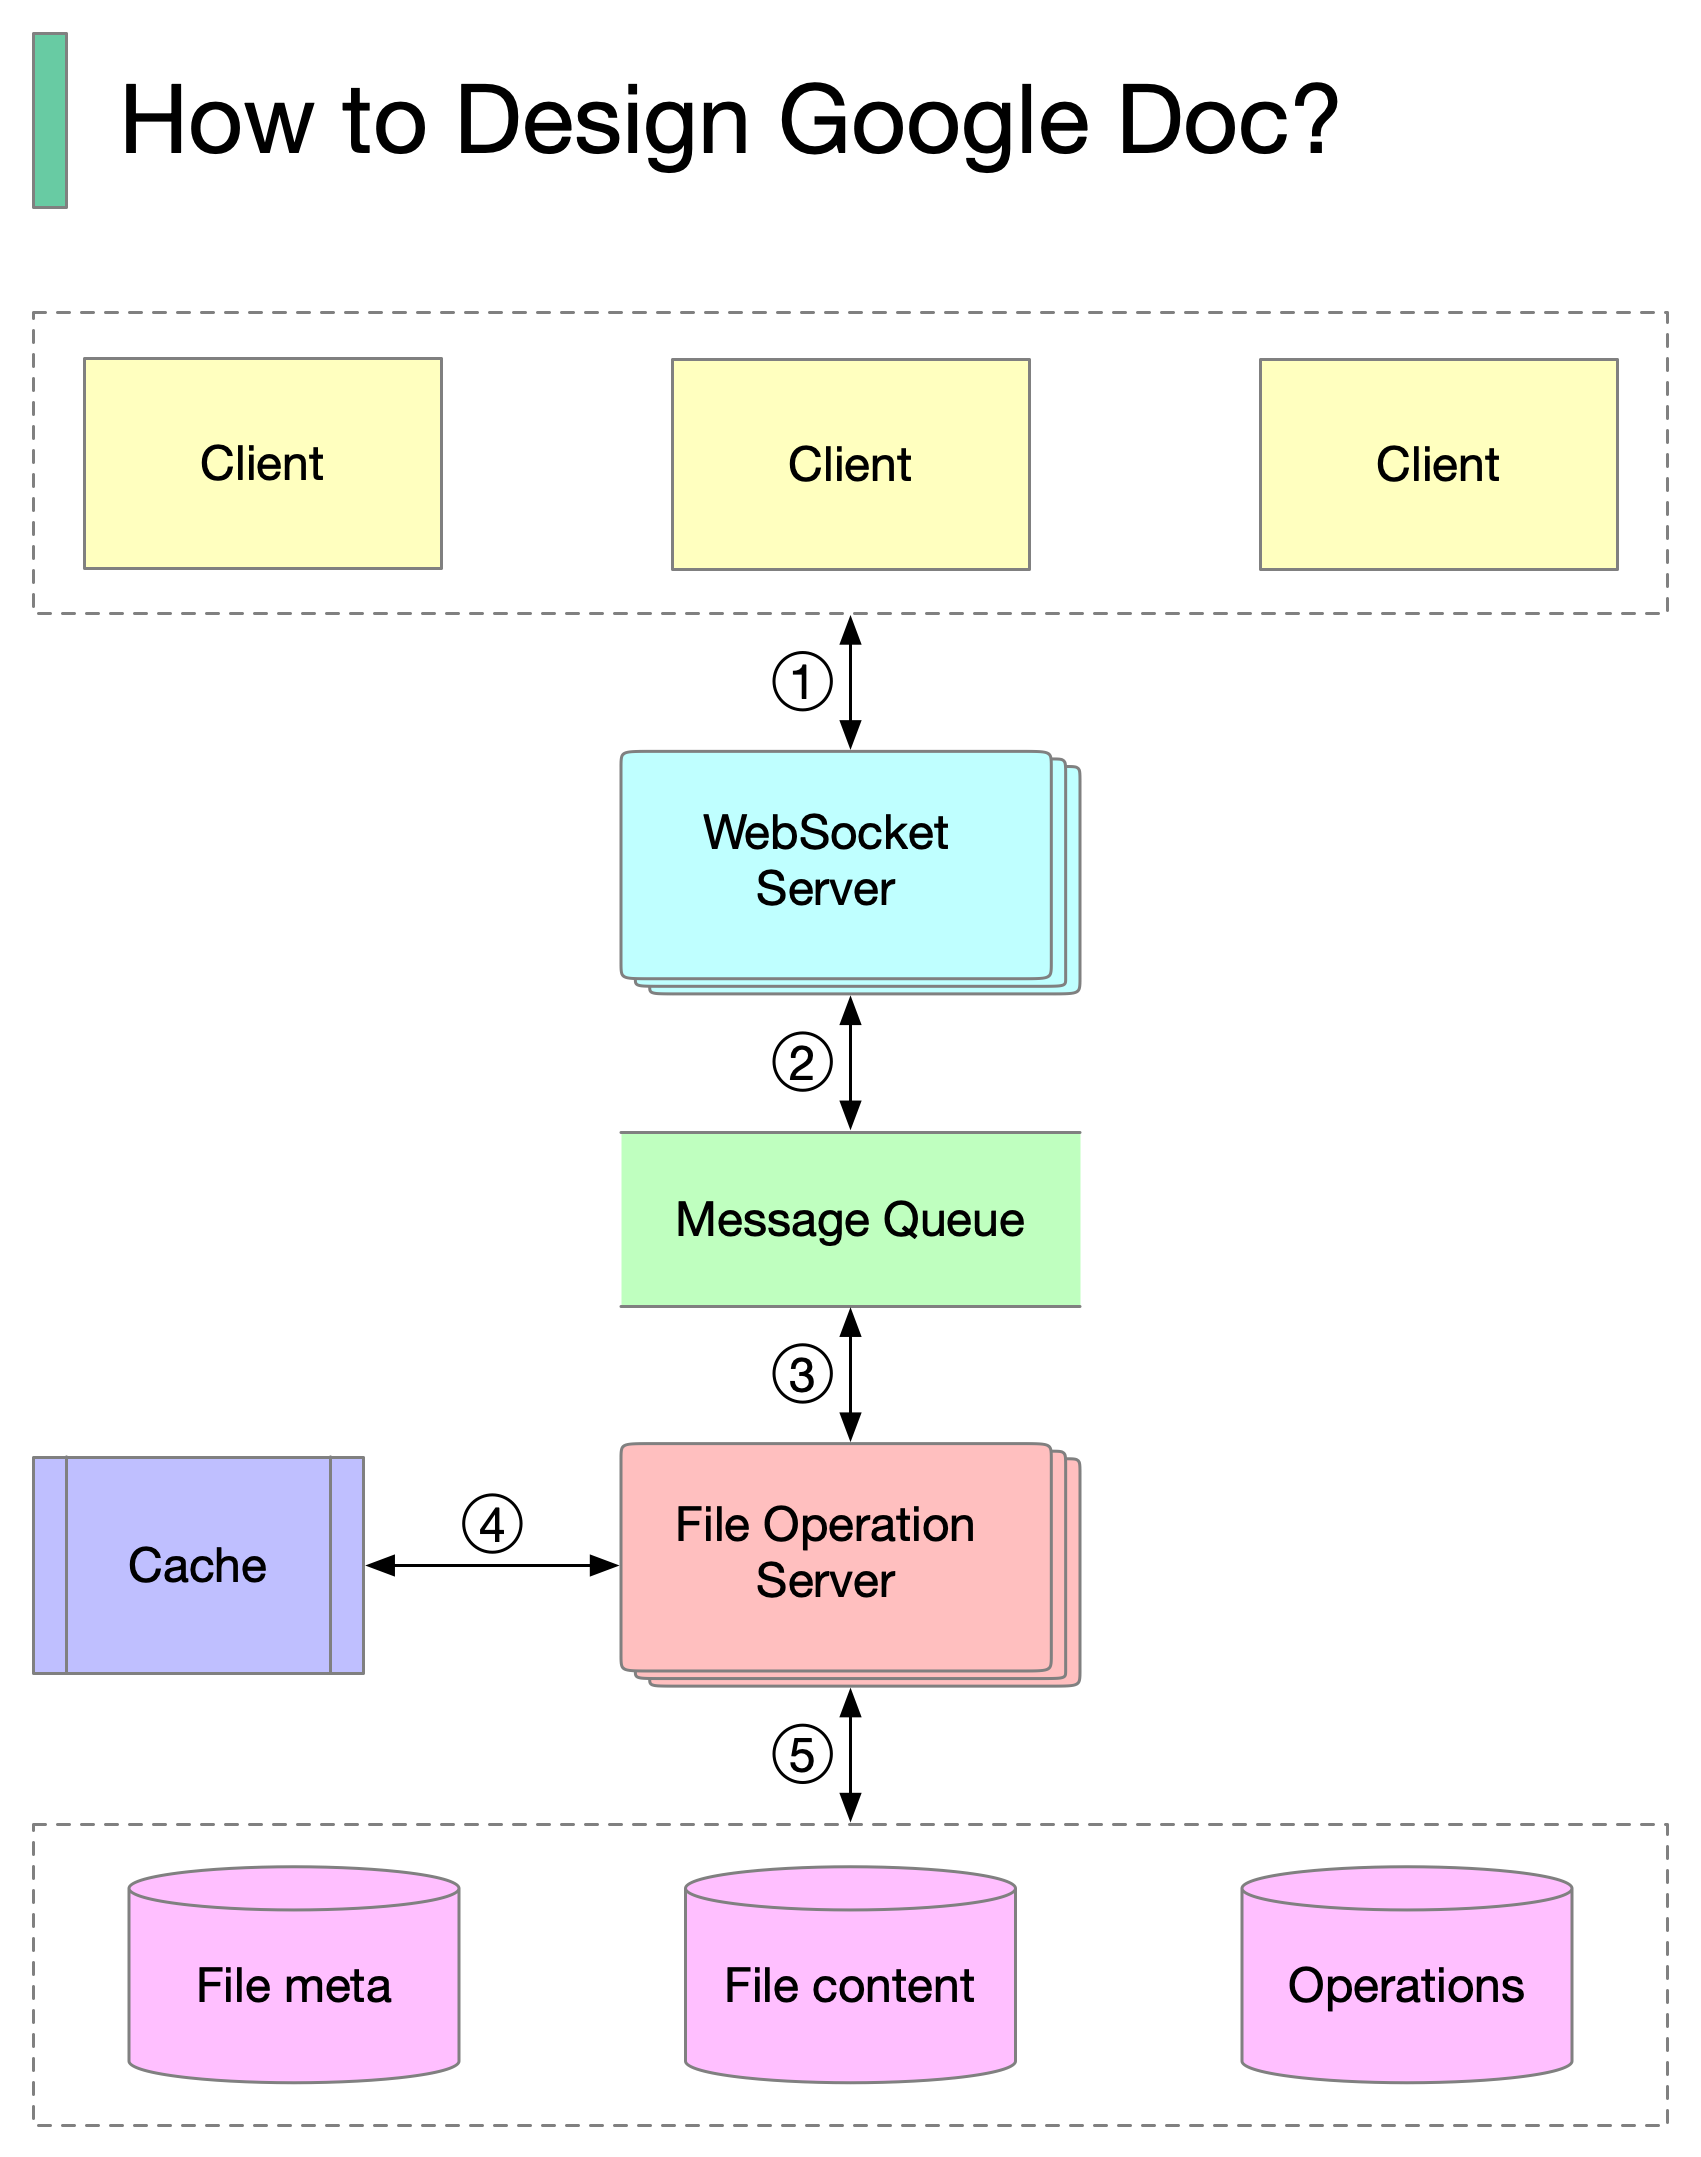 How to Design Google Doc?
Client
Client
Client
①
WebSocket
Server
②
Message Queue
③
Cache
④
File Operation
Server
⑤
File meta
File content
Operations